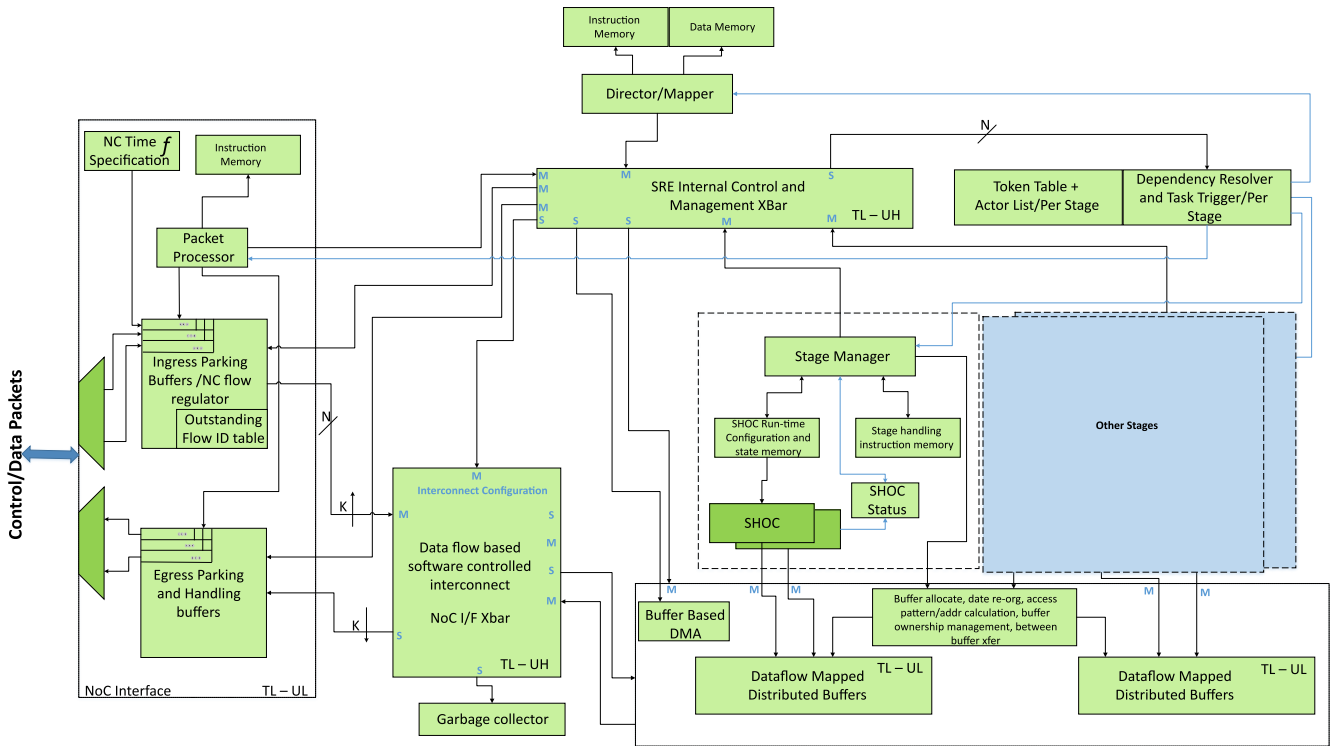 Instruction
Memory
Data Memory
Director/Mapper
NC Time f
Specification
Instruction
Memory
N
M
M
M
S
M
S
SRE Internal Control and
Management XBar
TL – UH
S
S
M
M
Token Table +
Actor List/Per Stage
Dependency Resolver
and Task Trigger/Per
Stage
Packet
Processor
Ingress Parking
Buffers /NC flow
regulator
Outstanding
Flow ID table
N
Control/Data Packets
Stage Manager
SHOC Run-time
Configuration and
state memory
Stage handling
instruction memory
Other Stages
SHOC
SHOC
Status
M
Interconnect Configuration
K
M
S
M
S
M
S
Data flow based
software controlled
interconnect
NoC I/F Xbar
TL – UH
S
K
Egress Parking
and Handling
buffers
NoC Interface
TL – UL
Garbage collector
M
M
M
M
M
Buffer Based
DMA
Buffer allocate, date re-org, access
pattern/addr calculation, buffer
ownership management, between
buffer xfer
Dataflow Mapped
Distributed Buffers
TL – UL
Dataflow Mapped
Distributed Buffers
TL – UL